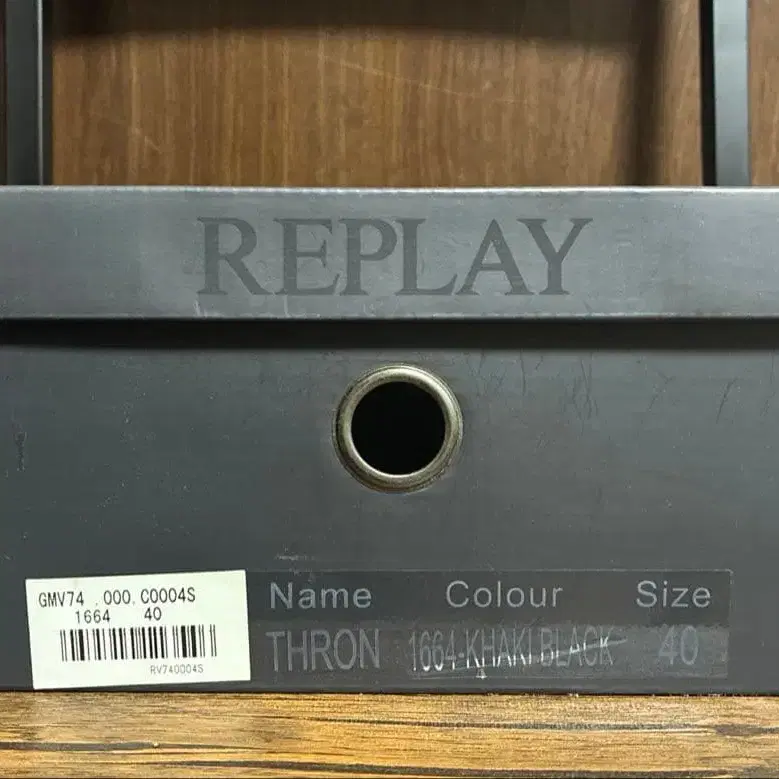 REPLAY
GMV74 .000.C0004S
1664 40
RV740004S
Name Colour Size
THRON 1664-KHAKI BLACK 40